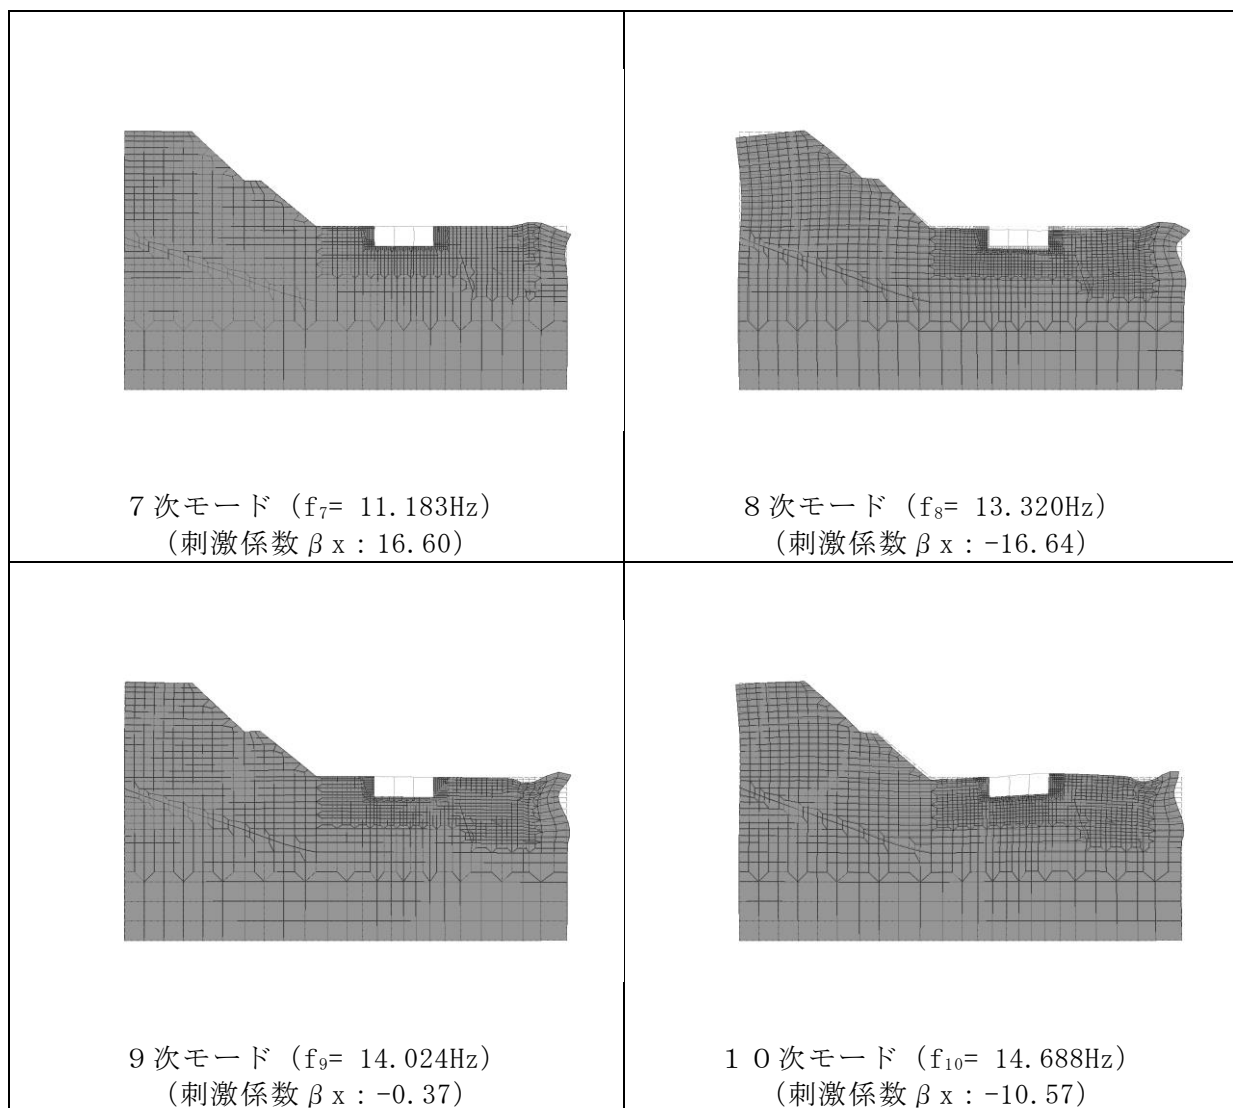 ７次モード（f₇= 11.183Hz）
（刺激係数βx：16.60）
８次モード（f₈= 13.320Hz）
（刺激係数βx：-16.64）
９次モード（f₉= 14.024Hz）
（刺激係数βx：-0.37）
１０次モード（f₁₀= 14.688Hz）
（刺激係数βx：-10.57）